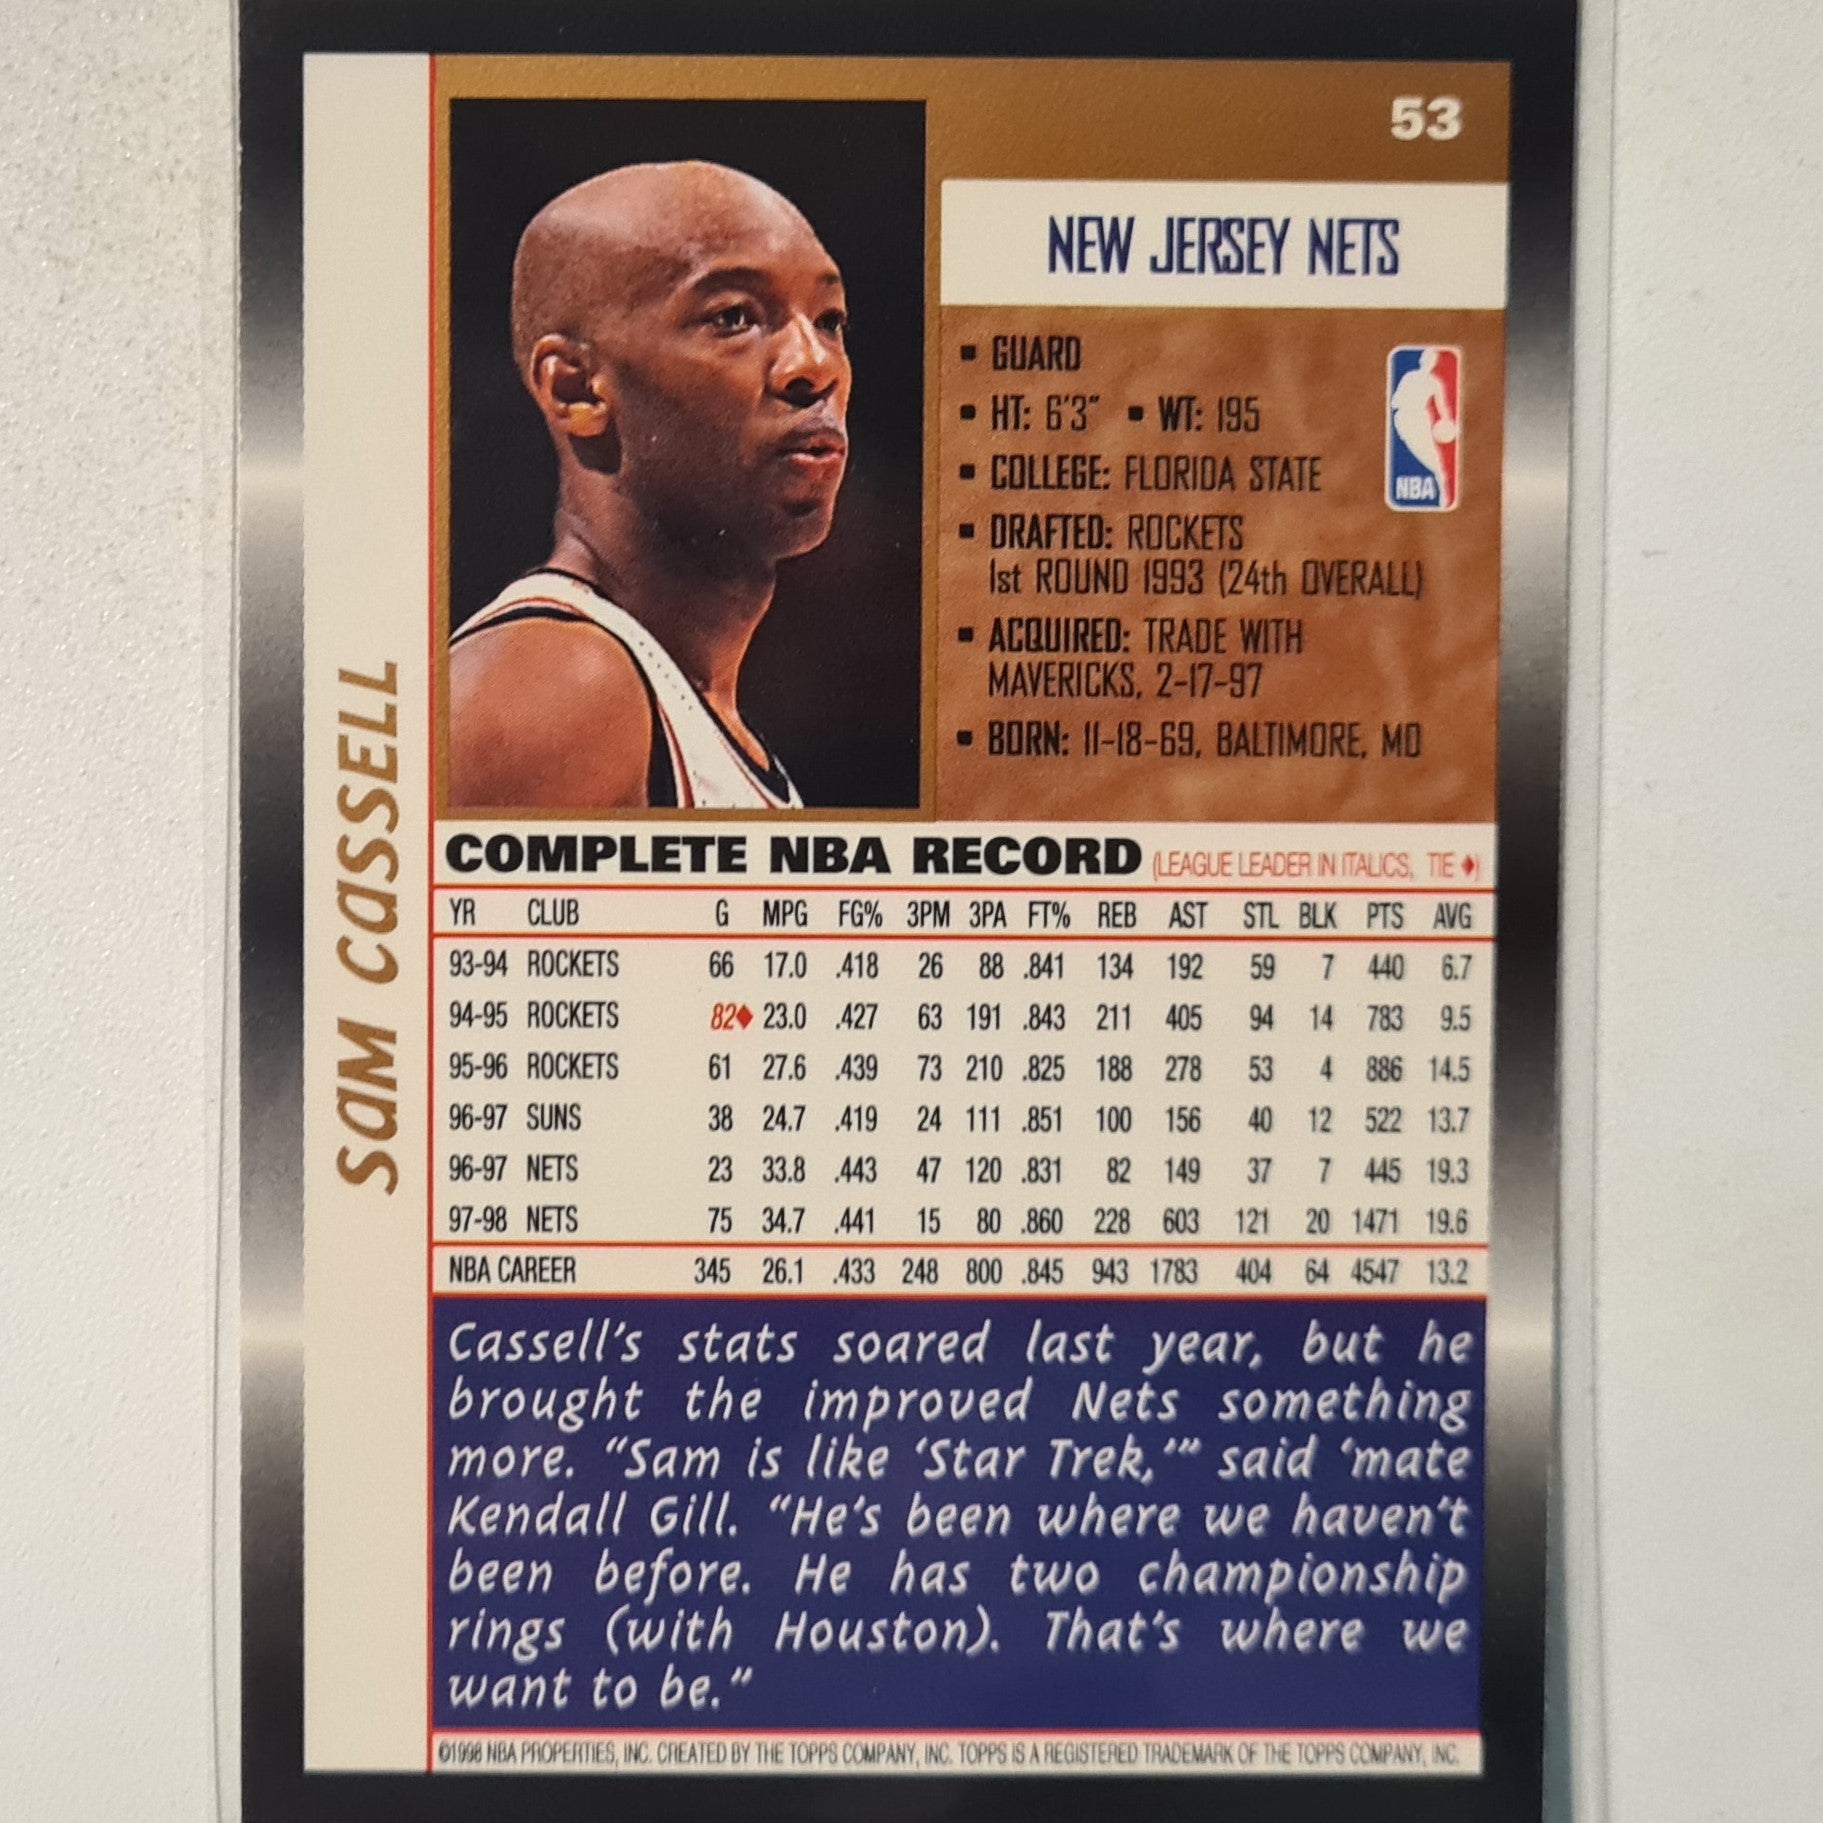 53
NEW JERSEY NETS
▪ GUARD
▪ HT: 6'3" ▪ WT: 195
▪ COLLEGE: FLORIDA STATE
▪ DRAFTED: ROCKETS
1st ROUND 1993 (24th OVERALL)
▪ ACQUIRED: TRADE WITH
MAVERICKS, 2-17-97
▪ BORN: 11-18-69, BALTIMORE, MD
NBA
SAM CASSELL
COMPLETE NBA RECORD (LEAGUE LEADER IN ITALICS, TIE ♦)
YR CLUB G MPG FG% 3PM 3PA FT% REB AST STL BLK PTS AVG
93-94 ROCKETS 66 17.0 .418 26 88 .841 134 192 59 7 440 6.7
94-95 ROCKETS 82♦ 23.0 .427 63 191 .843 211 405 94 14 783 9.5
95-96 ROCKETS 61 27.6 .439 73 210 .825 188 278 53 4 886 14.5
96-97 SUNS 38 24.7 .419 24 111 .851 100 156 40 12 522 13.7
96-97 NETS 23 33.8 .443 47 120 .831 82 149 37 7 445 19.3
97-98 NETS 75 34.7 .441 15 80 .860 228 603 121 20 1471 19.6
NBA CAREER 345 26.1 .433 248 800 .845 943 1783 404 64 4547 13.2
Cassell's stats soared last year, but he
brought the improved Nets something
more. "Sam is like 'Star Trek,'" said 'mate
Kendall Gill. "He's been where we haven't
been before. He has two championship
rings (with Houston). That's where we
want to be."
©1998 NBA PROPERTIES, INC. CREATED BY THE TOPPS COMPANY, INC. TOPPS IS A REGISTERED TRADEMARK OF THE TOPPS COMPANY, INC.